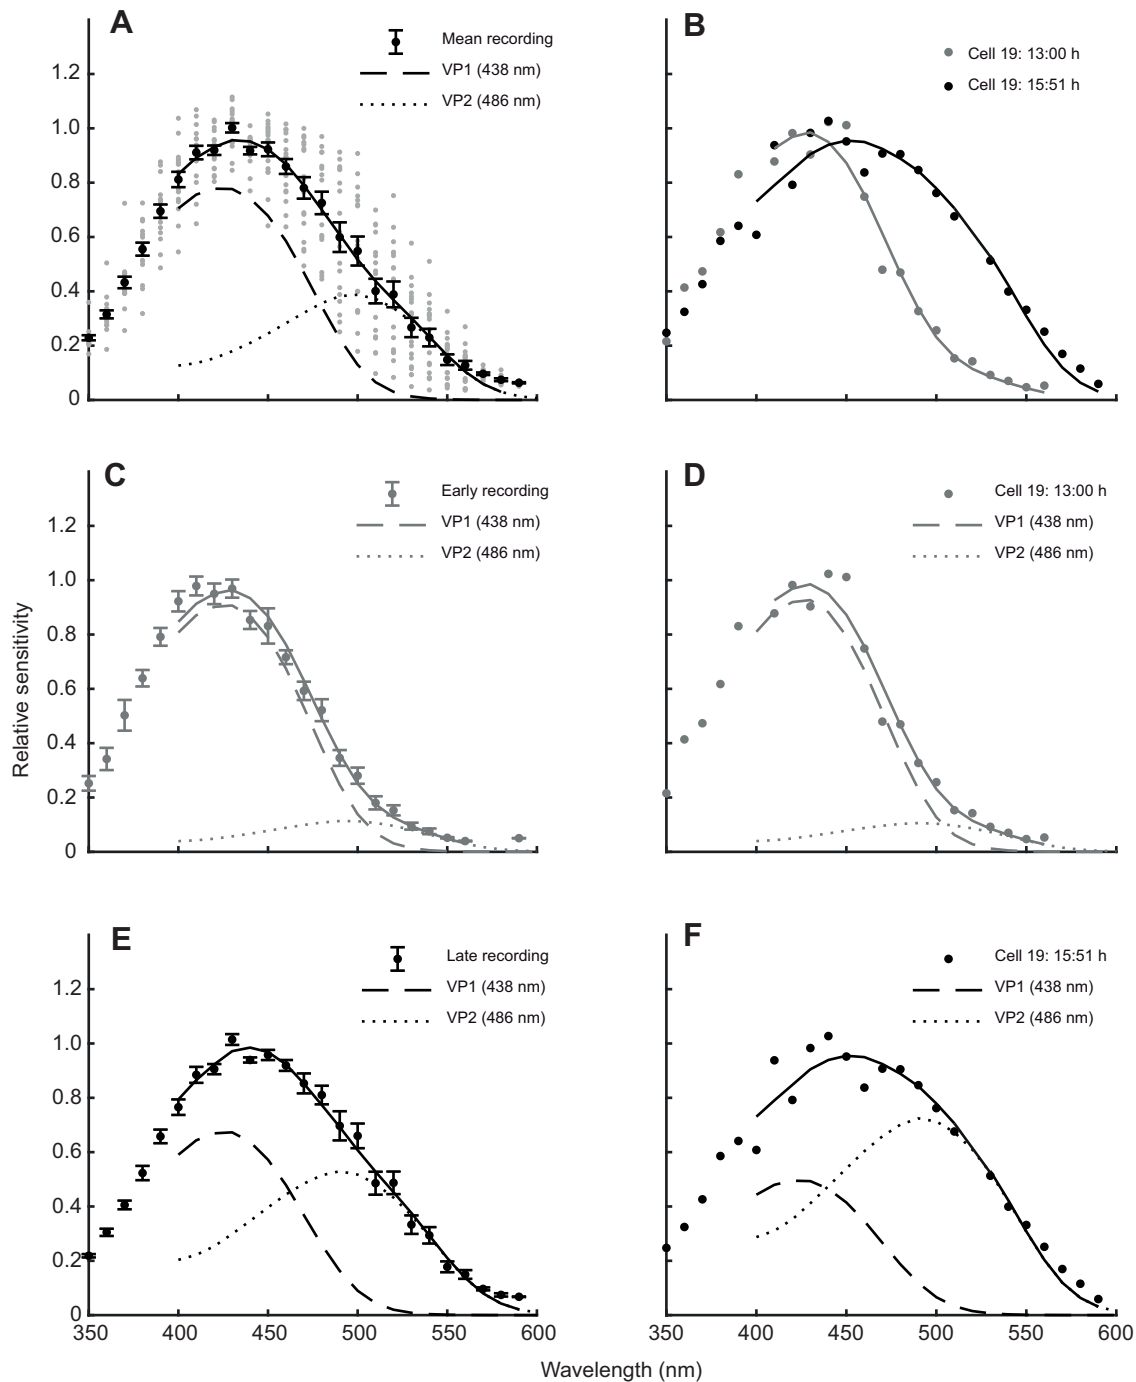 A
Mean recording
VP1 (438 nm)
VP2 (486 nm)
1.2
1.0
0.8
0.6
0.4
0.2
0
B
Cell 19: 13:00 h
Cell 19: 15:51 h
C
Early recording
VP1 (438 nm)
VP2 (486 nm)
1.2
1.0
0.8
0.6
0.4
0.2
0
Relative sensitivity
D
Cell 19: 13:00 h
VP1 (438 nm)
VP2 (486 nm)
E
Late recording
VP1 (438 nm)
VP2 (486 nm)
1.2
1.0
0.8
0.6
0.4
0.2
0
350 400 450 500 550 600
F
Cell 19: 15:51 h
VP1 (438 nm)
VP2 (486 nm)
350 400 450 500 550 600
Wavelength (nm)